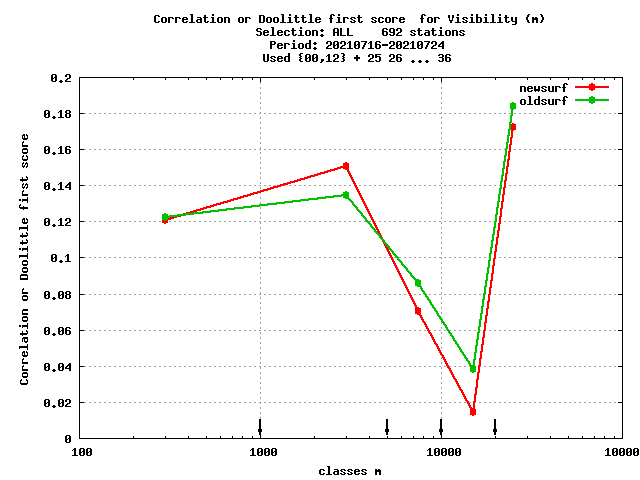 Correlation or Doolittle first score  for Visibility (m)
Selection: ALL    692 stations
Period: 20210716-20210724
Used {00,12} + 25 26 ... 36
newsurf
oldsurf
Correlation or Doolittle first score
0.2
0.18
0.16
0.14
0.12
0.1
0.08
0.06
0.04
0.02
0
100
1000
10000
10000
classes m